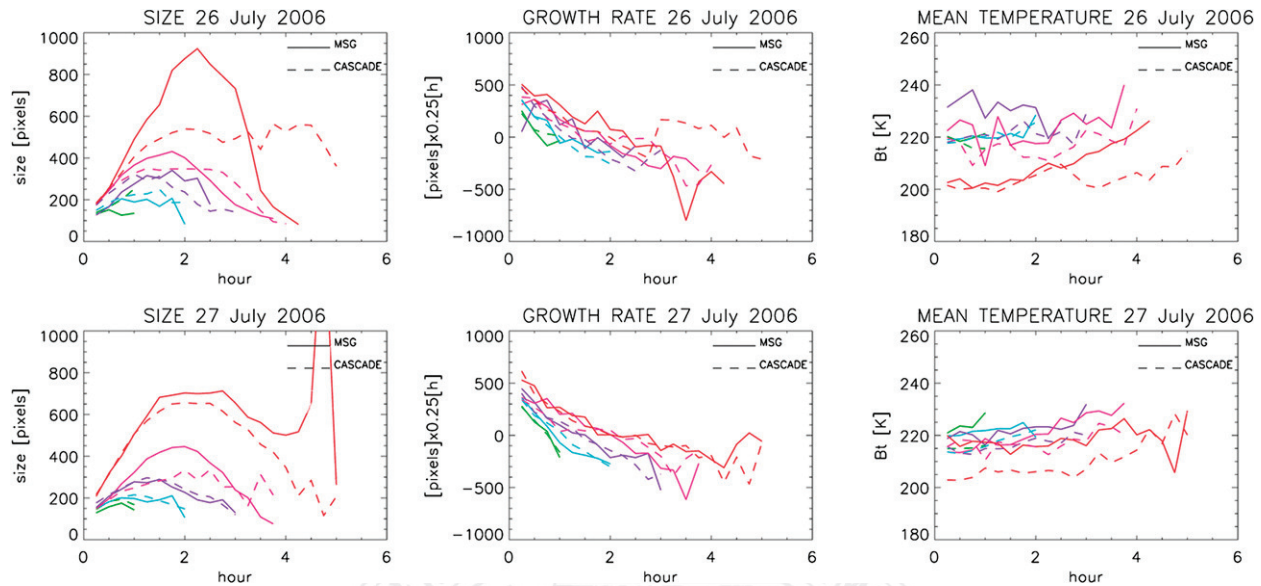 SIZE 26 July 2006
GROWTH RATE 26 July 2006
MEAN TEMPERATURE 26 July 2006
1000
800
600
400
200
0
size [pixels]
MSG
CASCADE
0 2 4 6
hour
1000
500
0
−500
−1000
[pixels]x0.25[h]
MSG
CASCADE
0 2 4 6
hour
260
240
220
200
180
Bt [K]
MSG
CASCADE
0 2 4 6
hour
SIZE 27 July 2006
GROWTH RATE 27 July 2006
MEAN TEMPERATURE 27 July 2006
1000
800
600
400
200
0
size [pixels]
MSG
CASCADE
0 2 4 6
hour
1000
500
0
−500
−1000
[pixels]x0.25[h]
MSG
CASCADE
0 2 4 6
hour
260
240
220
200
180
Bt [K]
MSG
CASCADE
0 2 4 6
hour